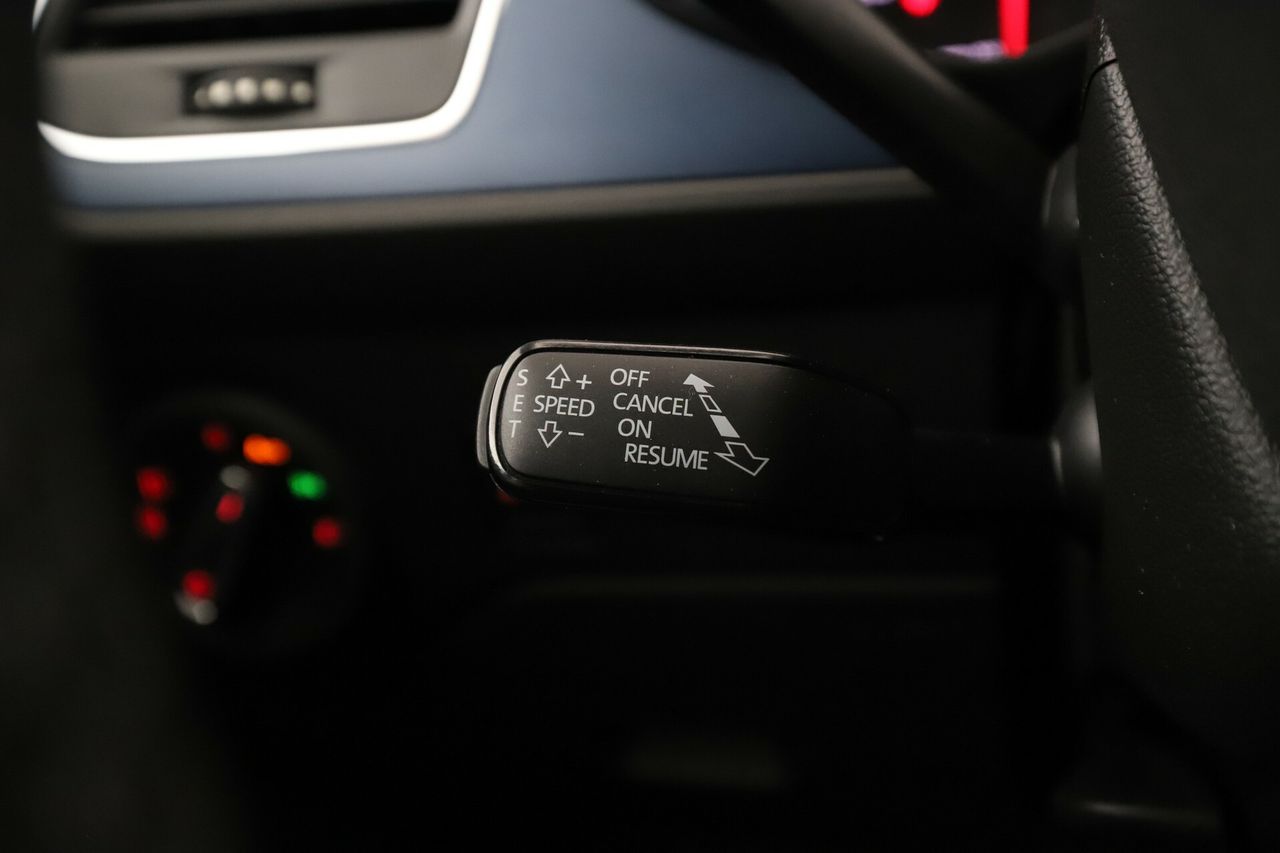 S
E
T
+
SPEED
−
OFF
CANCEL
ON
RESUME